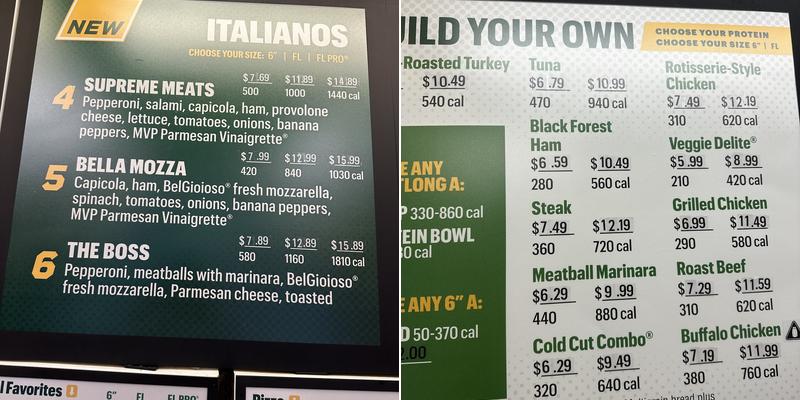 NEW
ITALIANOS
CHOOSE YOUR SIZE: 6" | FL | FL PRO®
4 SUPREME MEATS $7.69 $11.89 $14.89
500 1000 1440 cal
Pepperoni, salami, capicola, ham, provolone
cheese, lettuce, tomatoes, onions, banana
peppers, MVP Parmesan Vinaigrette®
5 BELLA MOZZA $7.99 $12.99 $15.99
420 840 1030 cal
Capicola, ham, BelGioioso® fresh mozzarella,
spinach, tomatoes, onions, banana peppers,
MVP Parmesan Vinaigrette®
6 THE BOSS $7.89 $12.89 $15.89
580 1160 1810 cal
Pepperoni, meatballs with marinara, BelGioioso®
fresh mozzarella, Parmesan cheese, toasted
l Favorites 6" FL FL PRO®
UILD YOUR OWN
CHOOSE YOUR PROTEIN
CHOOSE YOUR SIZE 6" | FL
-Roasted Turkey
$10.49
540 cal
Tuna
$6.79 $10.99
470 940 cal
Rotisserie-Style
Chicken
$7.49 $12.19
310 620 cal
Black Forest
Ham
$6.59 $10.49
280 560 cal
Veggie Delite®
$5.99 $8.99
210 420 cal
Steak
$7.49 $12.19
360 720 cal
Grilled Chicken
$6.99 $11.49
290 580 cal
Meatball Marinara
$6.29 $9.99
440 880 cal
Roast Beef
$7.29 $11.59
310 620 cal
Cold Cut Combo®
$6.29 $9.49
320 640 cal
Buffalo Chicken
$7.19 $11.99
380 760 cal
E ANY
TLONG A:
P 330-860 cal
EIN BOWL
0 cal
E ANY 6" A:
D 50-370 cal
2.00
bread plus